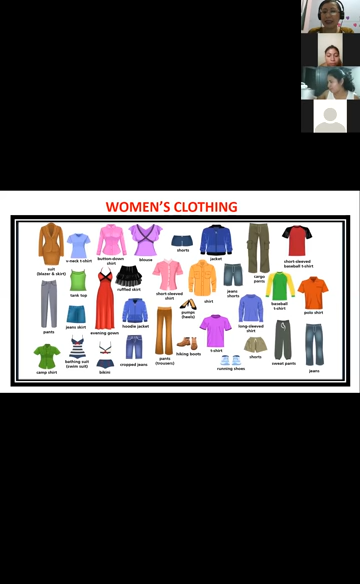 WOMEN'S CLOTHING
suit
(blazer & skirt)
v-neck t-shirt
button-down
shirt
blouse
shorts
jacket
cargo
pants
short-sleeved
baseball t-shirt
pants
tank top
jeans skirt
evening gown
ruffled skirt
hoodie jacket
short-sleeved
shirt
pumps
(heels)
shirt
jeans
shorts
long-sleeved
shirt
baseball
t-shirt
polo shirt
camp shirt
bathing suit
(swim suit)
bikini
cropped jeans
pants
(trousers)
hiking boots
t-shirt
running shoes
shorts
sweat pants
jeans